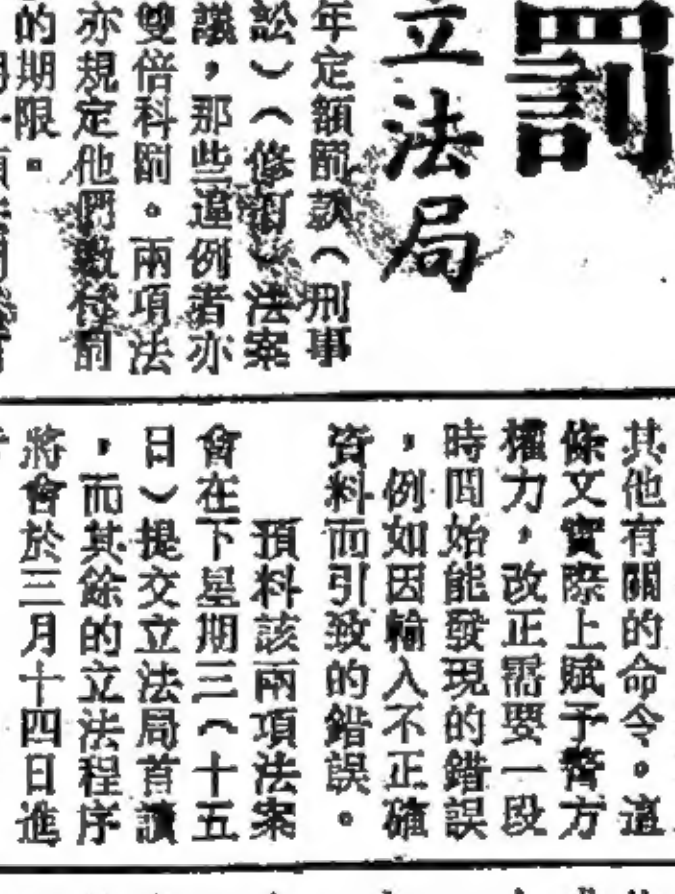 罰
立法局
年定額罰款（刑事
訟）（修訂）法案
議，那些違例者亦
雙倍科罰。兩項法
亦規定他們繳付罰
的期限。
其他有關的命令。這
條文實際上賦予警方
權力，改正需要一段
時間始能發現的錯誤
，例如因輸入不正確
資料而引致的錯誤。
預料該兩項法案
會在下星期三（十五
日）提交立法局首讀
，而其餘的立法程序
將會於三月十四日進